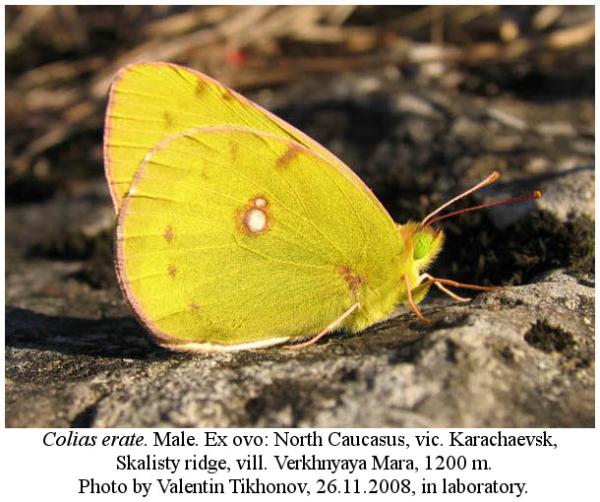 Colias erate. Male. Ex ovo: North Caucasus, vic. Karachaevsk,
Skalisty ridge, vill. Verkhnyaya Mara, 1200 m.
Photo by Valentin Tikhonov, 26.11.2008, in laboratory.